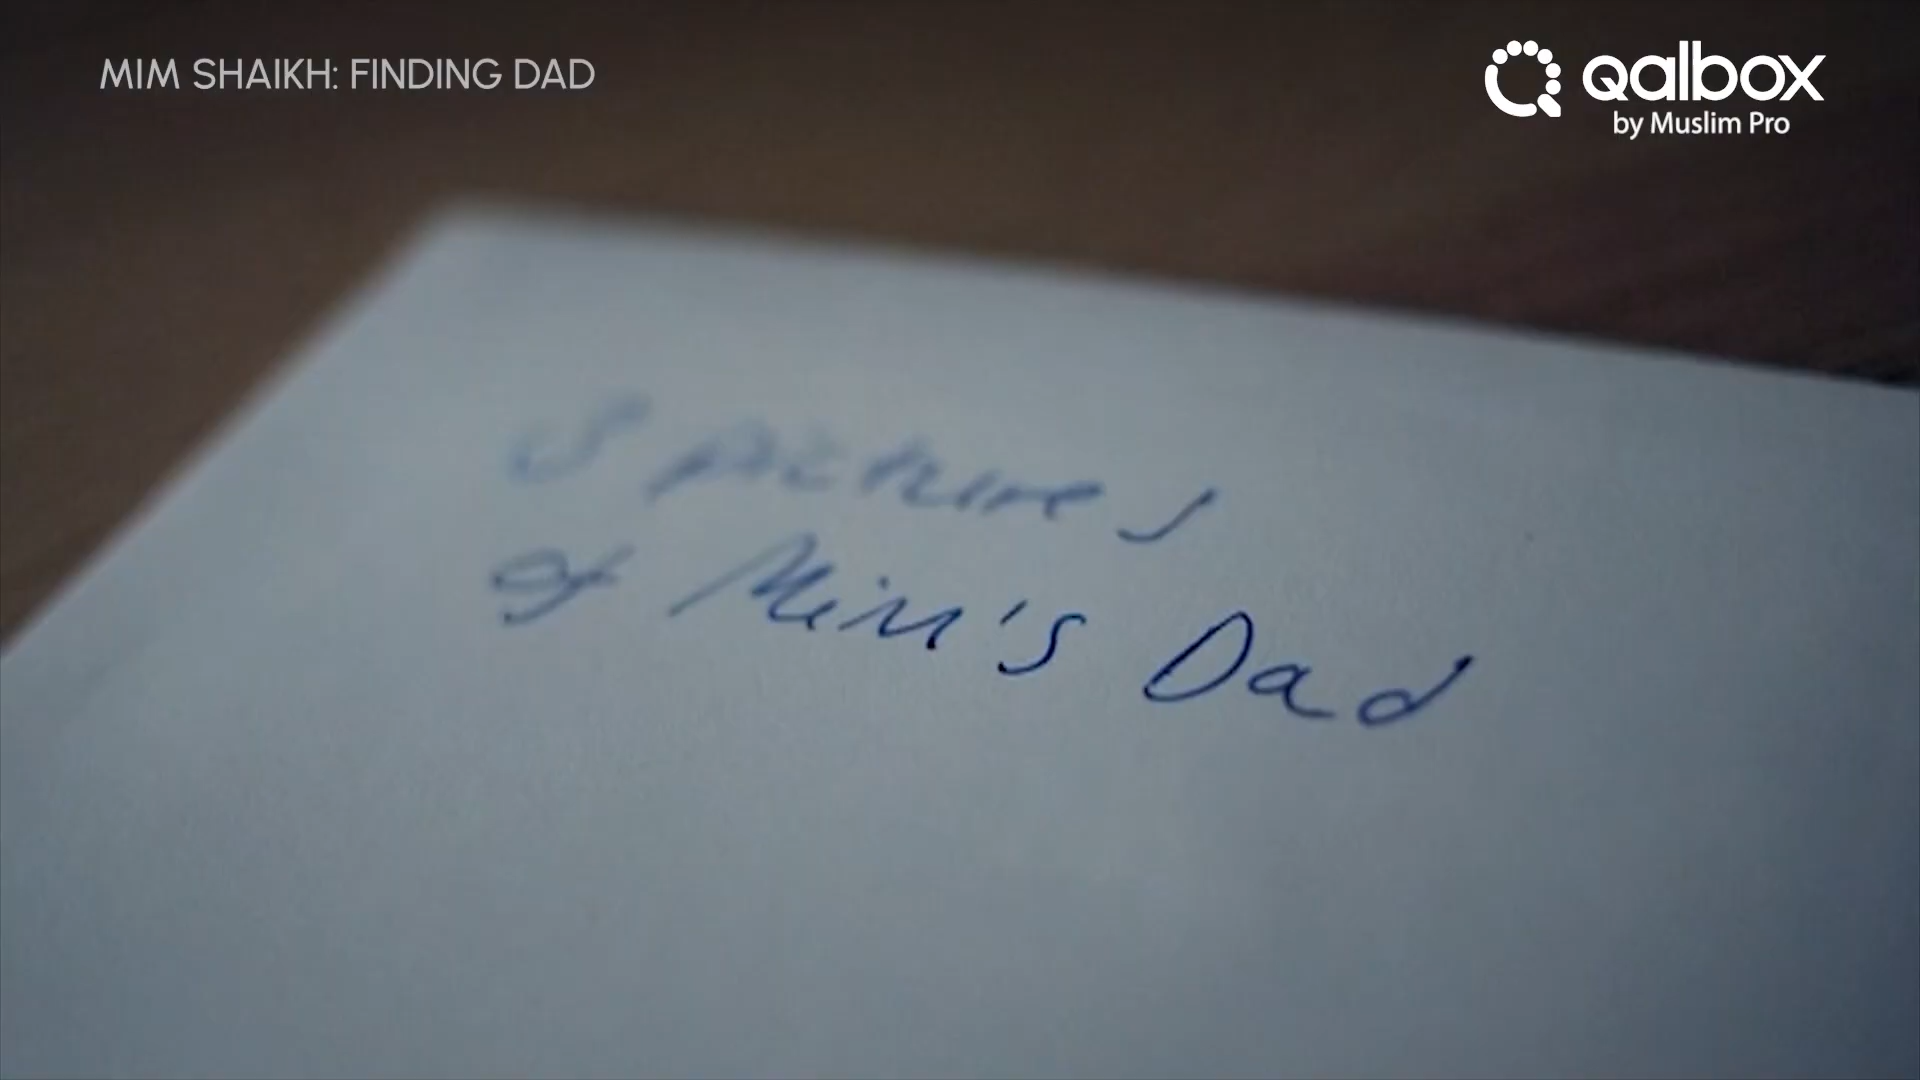 MIM SHAIKH: FINDING DAD
Qalbox
by Muslim Pro
pictures
of Mim's Dad